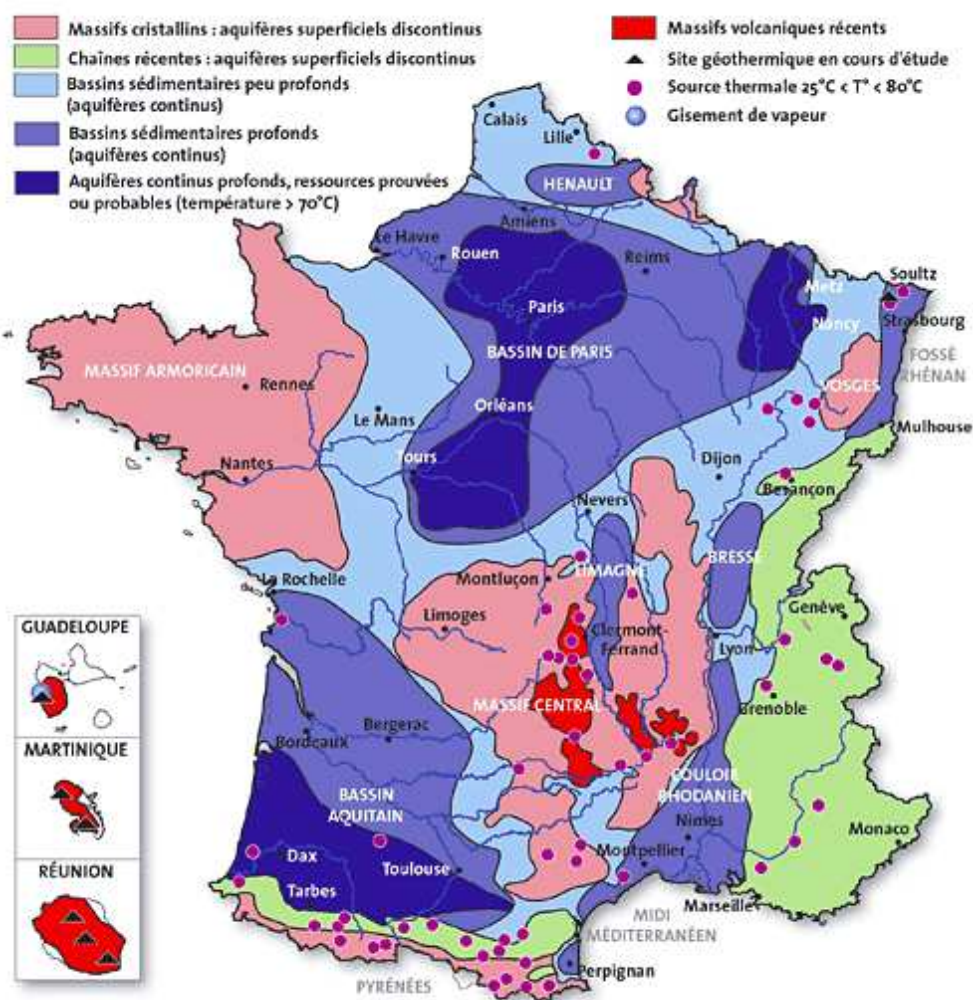 Massifs cristallins : aquifères superficiels discontinus
Chaînes récentes : aquifères superficiels discontinus
Bassins sédimentaires peu profonds
(aquifères continus)
Bassins sédimentaires profonds
(aquifères continus)
Aquifères continus profonds, ressources prouvées
ou probables (température > 70°C)
Massifs volcaniques récents
Site géothermique en cours d'étude
Source thermale 25°C < T° < 80°C
Gisement de vapeur
Calais
Lille
HENAULT
Amiens
Le Havre
Rouen
Reims
Paris
Metz
Nancy
Soultz
Strasbourg
FOSSÉ
RHÉNAN
BASSIN DE PARIS
VOSGES
MASSIF ARMORICAIN
Rennes
Le Mans
Orléans
Mulhouse
Nantes
Tours
Dijon
Besançon
Nevers
La Rochelle
Montluçon
LIMAGNE
BRESSE
Limoges
Clermont-
Ferrand
Genève
Lyon
MASSIF CENTRAL
Grenoble
Bergerac
Bordeaux
COULOIR
RHODANIEN
BASSIN
AQUITAIN
Nîmes
Monaco
Dax
Toulouse
Montpellier
Tarbes
Marseille
MIDI
MÉDITERRANÉEN
Perpignan
PYRÉNÉES
GUADELOUPE
MARTINIQUE
RÉUNION